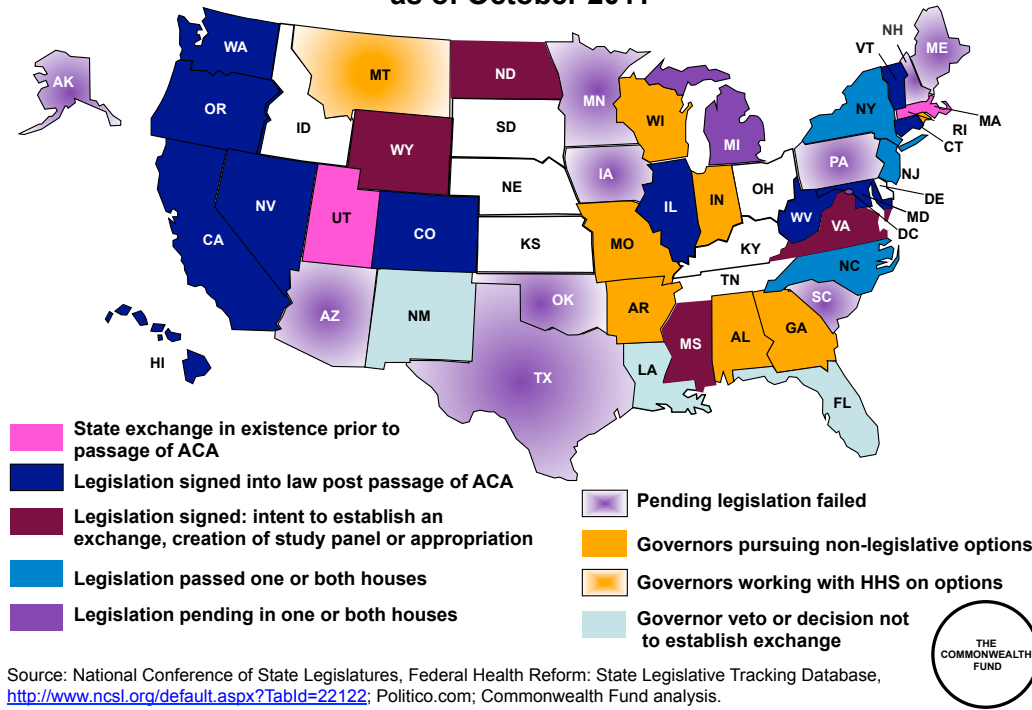 as of October 2011
WA
MT
ND
MN
VT
NH
ME
AK
OR
ID
SD
WI
NY
MA
WY
MI
RI
CT
IA
PA
NJ
NE
OH
DE
NV
UT
CO
IL
IN
WV
MD
CA
KS
MO
KY
VA
DC
NC
TN
AZ
NM
OK
AR
SC
HI
TX
MS
AL
GA
LA
FL
State exchange in existence prior to
passage of ACA
Legislation signed into law post passage of ACA
Legislation signed: intent to establish an
exchange, creation of study panel or appropriation
Legislation passed one or both houses
Legislation pending in one or both houses
Pending legislation failed
Governors pursuing non-legislative options
Governors working with HHS on options
Governor veto or decision not
to establish exchange
THE
COMMONWEALTH
FUND
Source: National Conference of State Legislatures, Federal Health Reform: State Legislative Tracking Database,
http://www.ncsl.org/default.aspx?TabId=22122; Politico.com; Commonwealth Fund analysis.